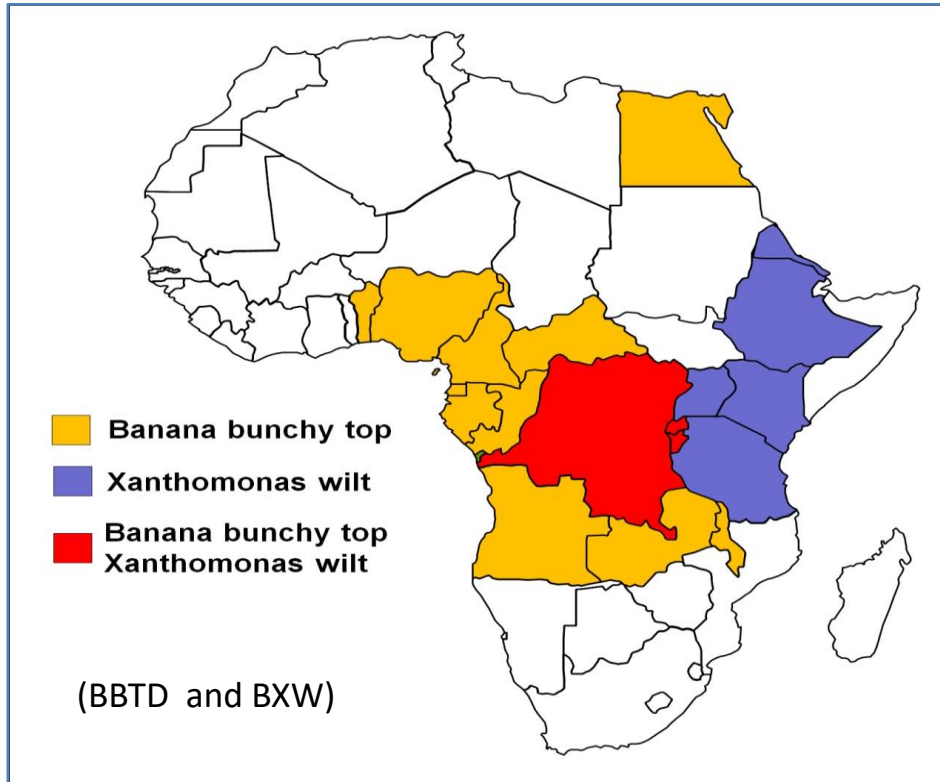 Banana bunchy top
Xanthomonas wilt
Banana bunchy top
Xanthomonas wilt
(BBTD and BXW)